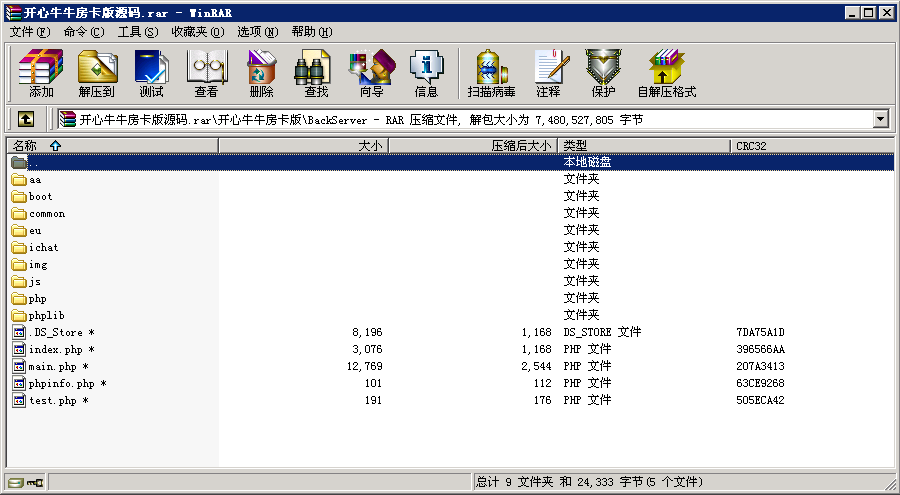 开心牛牛房卡版源码.rar - WinRAR
文件(F) 命令(C) 工具(S) 收藏夹(O) 选项(N) 帮助(H)
添加 解压到 测试 查看 删除 查找 向导 信息 扫描病毒 注释 保护 自解压格式
开心牛牛房卡版源码.rar\开心牛牛房卡版\BackServer - RAR 压缩文件, 解包大小为 7,480,527,805 字节
名称 大小 压缩后大小 类型 CRC32
.. 本地磁盘
aa 文件夹
boot 文件夹
common 文件夹
eu 文件夹
ichat 文件夹
img 文件夹
js 文件夹
php 文件夹
phplib 文件夹
.DS_Store * 8,196 1,168 DS_STORE 文件 7DA75A1D
index.php * 3,076 1,168 PHP 文件 396566AA
main.php * 12,769 2,544 PHP 文件 207A3413
phpinfo.php * 101 112 PHP 文件 63CE9268
test.php * 191 176 PHP 文件 505ECA42
总计 9 文件夹 和 24,333 字节(5 个文件)